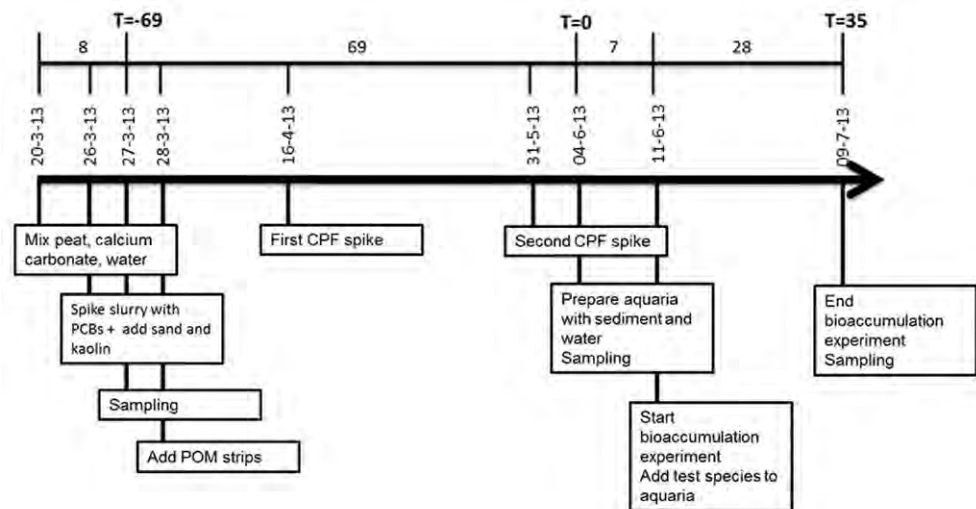 T=-69
T=0
T=35
8
69
7
28
20-3-13
26-3-13
27-3-13
28-3-13
16-4-13
31-5-13
04-6-13
11-6-13
09-7-13
Mix peat, calcium
carbonate, water
First CPF spike
Second CPF spike
Spike slurry with
PCBs + add sand and
kaolin
Prepare aquaria
with sediment and
water
Sampling
End
bioaccumulation
experiment
Sampling
Sampling
Add POM strips
Start
bioaccumulation
experiment
Add test species to
aquaria